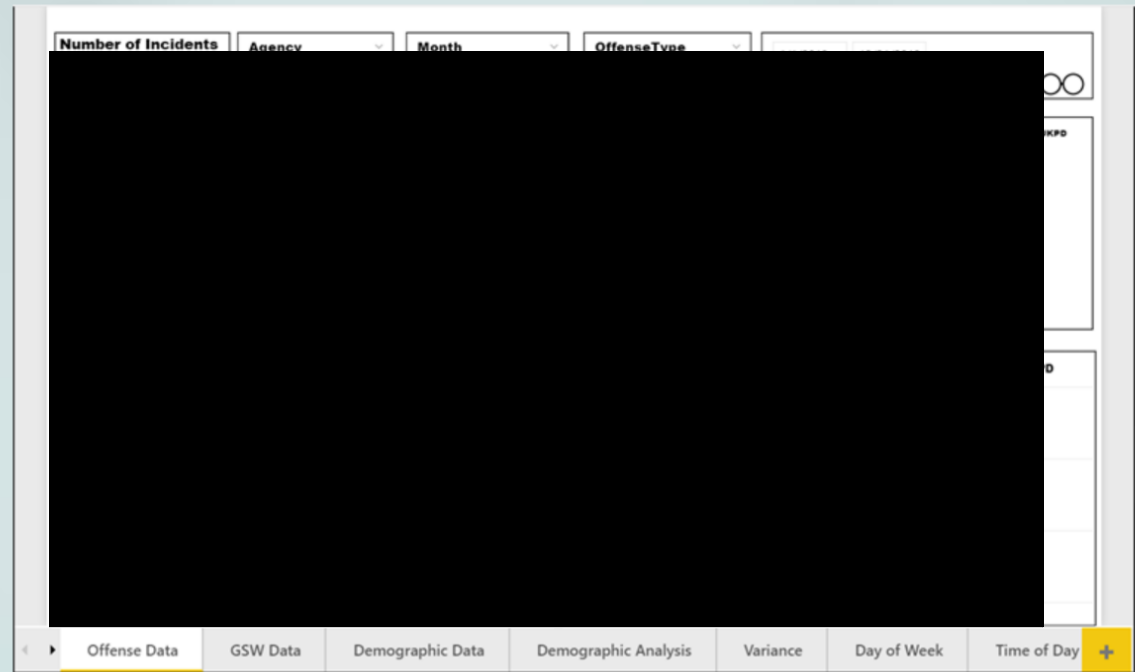 Number of Incidents
Agency
Month
OffenseType
Offense Data
GSW Data
Demographic Data
Demographic Analysis
Variance
Day of Week
Time of Day
+